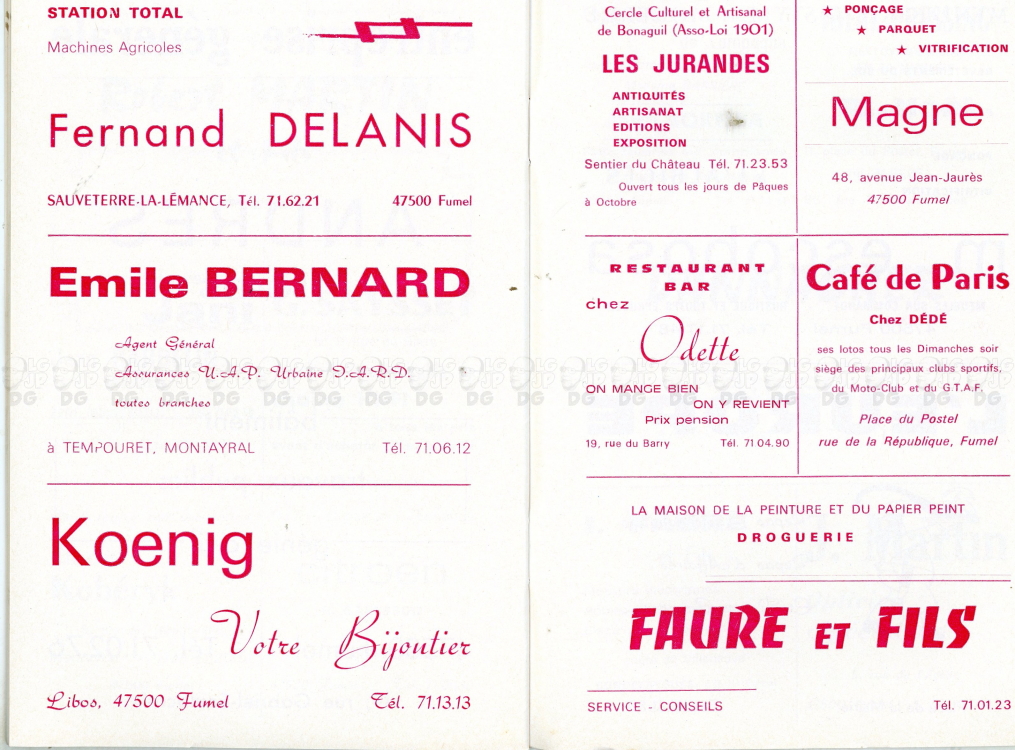 STATION TOTAL
Machines Agricoles
Fernand DELANIS
SAUVETERRE-LA-LÉMANCE, Tél. 71.62.21 47500 Fumel
Emile BERNARD
Agent Général
Assurances U.A.P. Urbaine I.A.R.D.
toutes branches
à TEMPOURET, MONTAYRAL Tél. 71.06.12
Koenig
Votre Bijoutier
Libos, 47500 Fumel Tél. 71.13.13
Cercle Culturel et Artisanal
de Bonaguil (Asso-Loi 1901)
LES JURANDES
ANTIQUITÉS
ARTISANAT
EDITIONS
EXPOSITION
Sentier du Château Tél. 71.23.53
Ouvert tous les jours de Pâques
à Octobre
★ PONÇAGE
★ PARQUET
★ VITRIFICATION
Magne
48, avenue Jean-Jaurès
47500 Fumel
RESTAURANT
BAR
chez
Odette
ON MANGE BIEN
ON Y REVIENT
Prix pension
19, rue du Barry Tél. 71 04.90
Café de Paris
Chez DÉDÉ
ses lotos tous les Dimanches soir
siège des principaux clubs sportifs,
du Moto-Club et du G.T.A.F.
Place du Postel
rue de la République, Fumel
LA MAISON DE LA PEINTURE ET DU PAPIER PEINT
DROGUERIE
FAURE ET FILS
SERVICE - CONSEILS Tél. 71.01.23